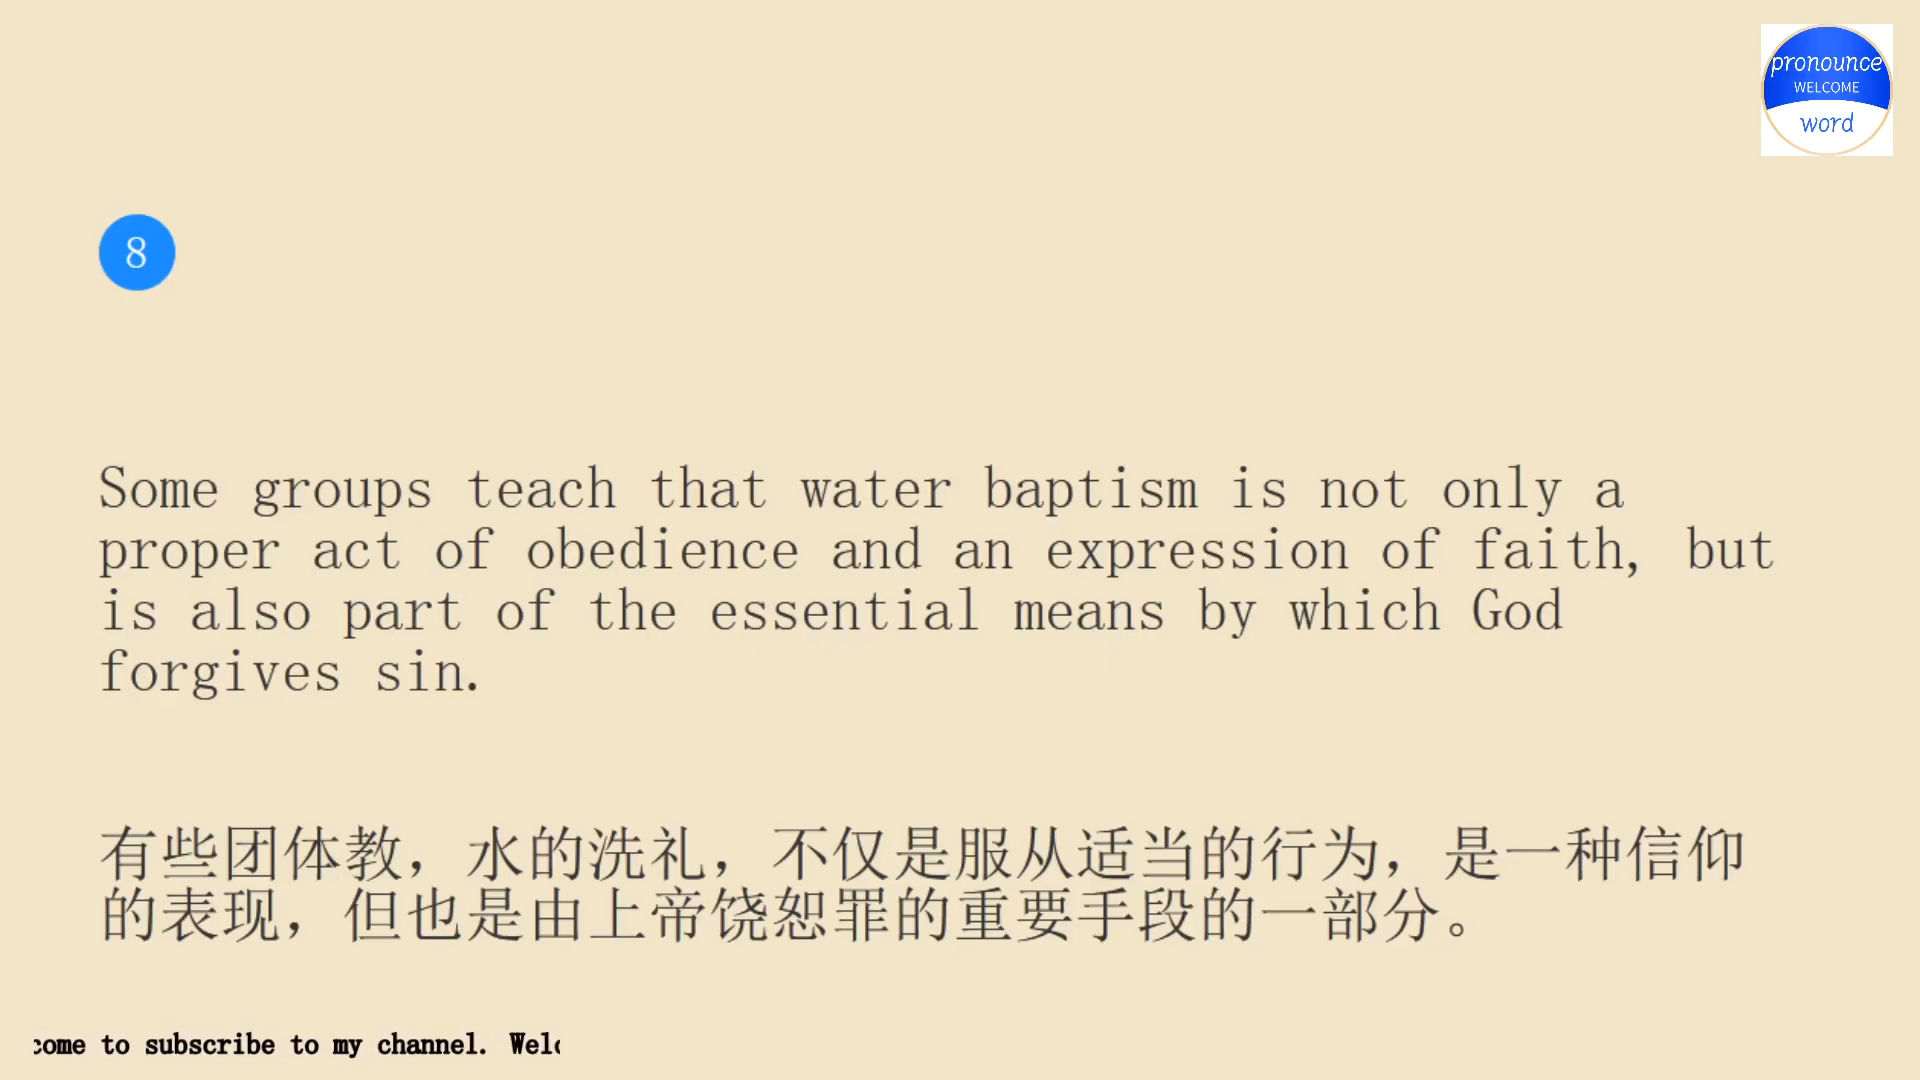 pronounce
WELCOME
word
8
Some groups teach that water baptism is not only a
proper act of obedience and an expression of faith, but
is also part of the essential means by which God
forgives sin.
有些团体教，水的洗礼，不仅是服从适当的行为，是一种信仰
的表现，但也是由上帝饶恕罪的重要手段的一部分。
come to subscribe to my channel. Welc